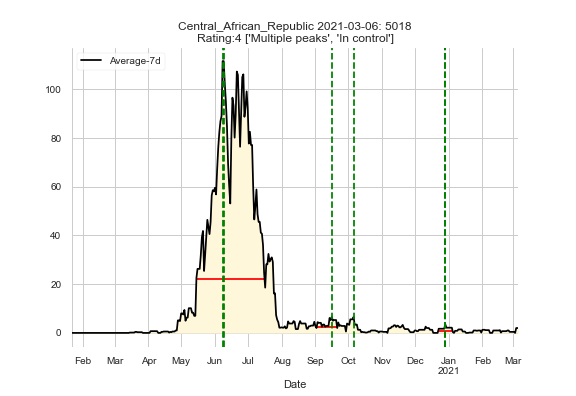 Central_African_Republic 2021-03-06: 5018
Rating:4 ['Multiple peaks', 'In control']
Average-7d
100
80
60
40
20
0
Feb Mar Apr May Jun Jul Aug Sep Oct Nov Dec Jan Feb Mar
2021
Date